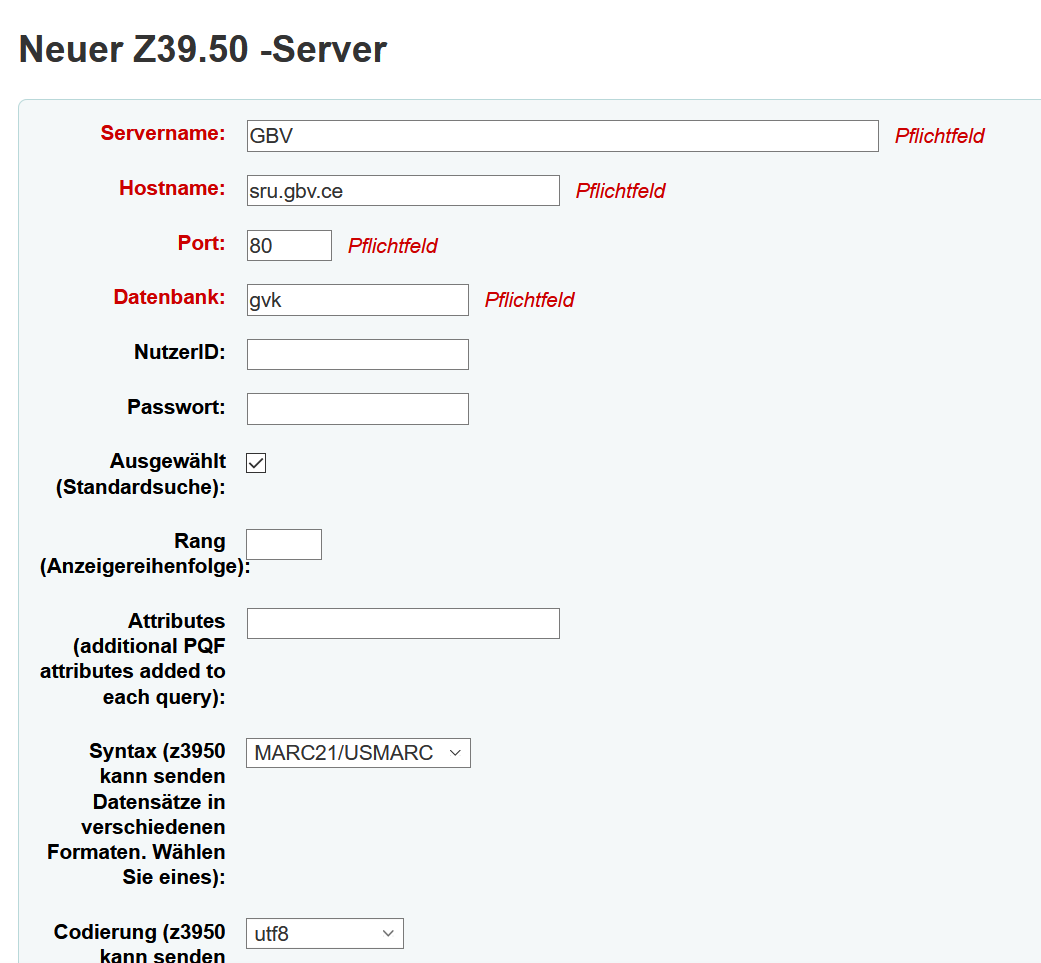 Neuer Z39.50 -Server
Servername: GBV Pflichtfeld
Hostname: sru.gbv.ce Pflichtfeld
Port: 80 Pflichtfeld
Datenbank: gvk Pflichtfeld
NutzerID:
Passwort:
Ausgewählt
(Standardsuche):
Rang
(Anzeigereihenfolge):
Attributes
(additional PQF
attributes added to
each query):
Syntax (z3950 MARC21/USMARC
kann senden
Datensätze in
verschiedenen
Formaten. Wählen
Sie eines):
Codierung (z3950 utf8
kann senden